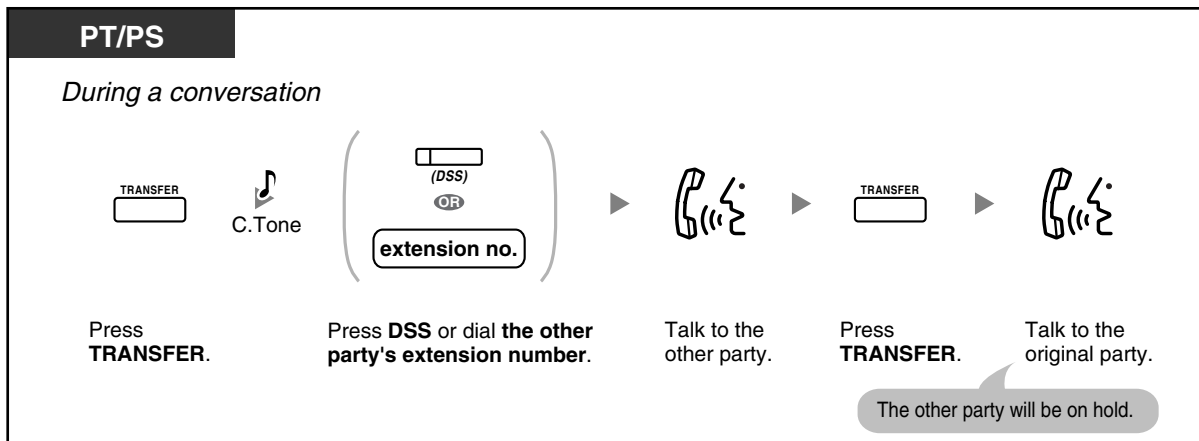 PT/PS
During a conversation
TRANSFER
C.Tone
(DSS)
OR
extension no.
TRANSFER
Press
TRANSFER.
Press DSS or dial the other
party's extension number.
Talk to the
other party.
Press
TRANSFER.
Talk to the
original party.
The other party will be on hold.